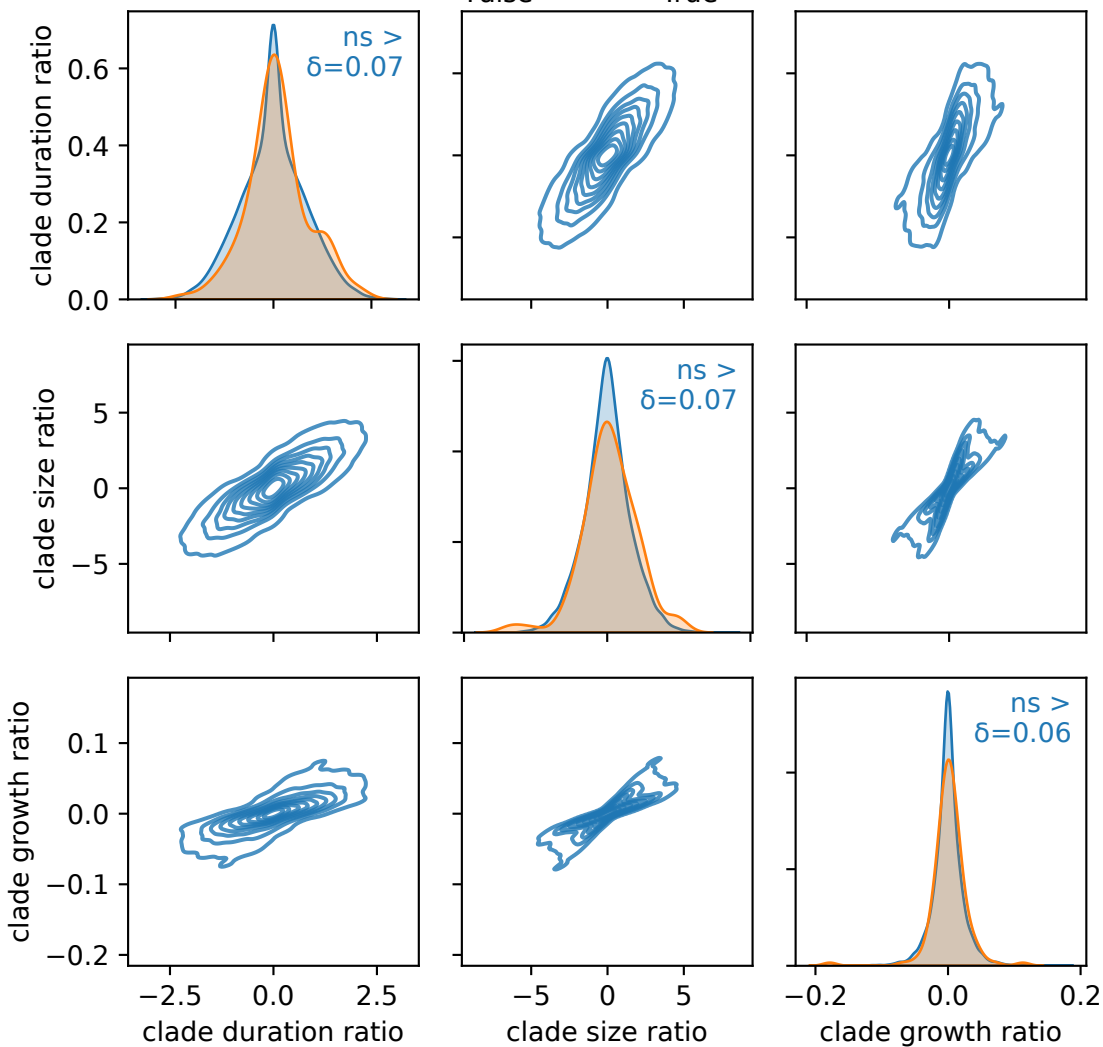 clade duration ratio
0.6
0.4
0.2
0.0
ns >
δ=0.07
clade size ratio
5
0
−5
ns >
δ=0.07
clade growth ratio
0.1
0.0
−0.1
−0.2
ns >
δ=0.06
−2.5 0.0 2.5
−5 0 5
−0.2 0.0 0.2
clade duration ratio
clade size ratio
clade growth ratio